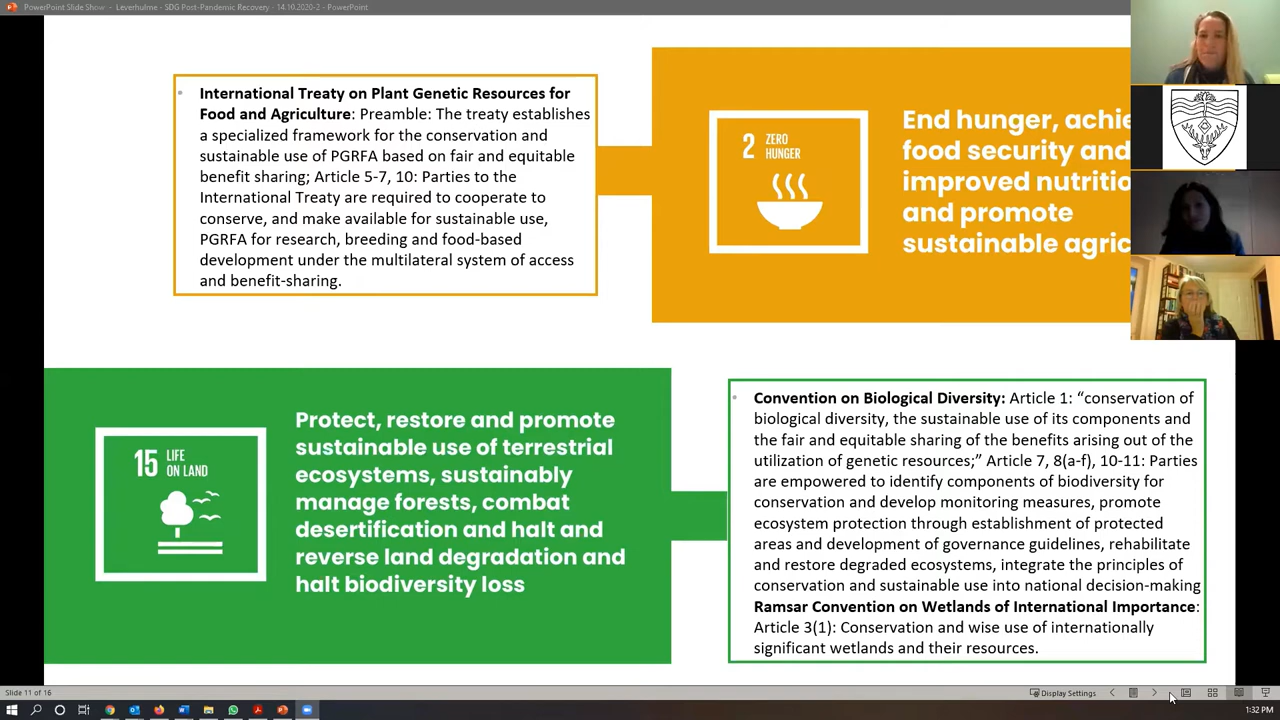 PowerPoint Slide Show - Leverhulme - SDG Post-Pandemic Recovery - 14.10.2020-2 - PowerPoint
International Treaty on Plant Genetic Resources for
Food and Agriculture: Preamble: The treaty establishes
a specialized framework for the conservation and
sustainable use of PGRFA based on fair and equitable
benefit sharing; Article 5-7, 10: Parties to the
International Treaty are required to cooperate to
conserve, and make available for sustainable use,
PGRFA for research, breeding and food-based
development under the multilateral system of access
and benefit-sharing.
2 ZERO
HUNGER
End hunger, achie
food security and
improved nutritio
and promote
sustainable agric
15 LIFE
ON LAND
Protect, restore and promote
sustainable use of terrestrial
ecosystems, sustainably
manage forests, combat
desertification and halt and
reverse land degradation and
halt biodiversity loss
Convention on Biological Diversity: Article 1: “conservation of
biological diversity, the sustainable use of its components and
the fair and equitable sharing of the benefits arising out of the
utilization of genetic resources;” Article 7, 8(a-f), 10-11: Parties
are empowered to identify components of biodiversity for
conservation and develop monitoring measures, promote
ecosystem protection through establishment of protected
areas and development of governance guidelines, rehabilitate
and restore degraded ecosystems, integrate the principles of
conservation and sustainable use into national decision-making
Ramsar Convention on Wetlands of International Importance:
Article 3(1): Conservation and wise use of internationally
significant wetlands and their resources.
Slide 11 of 16
Display Settings
1:32 PM